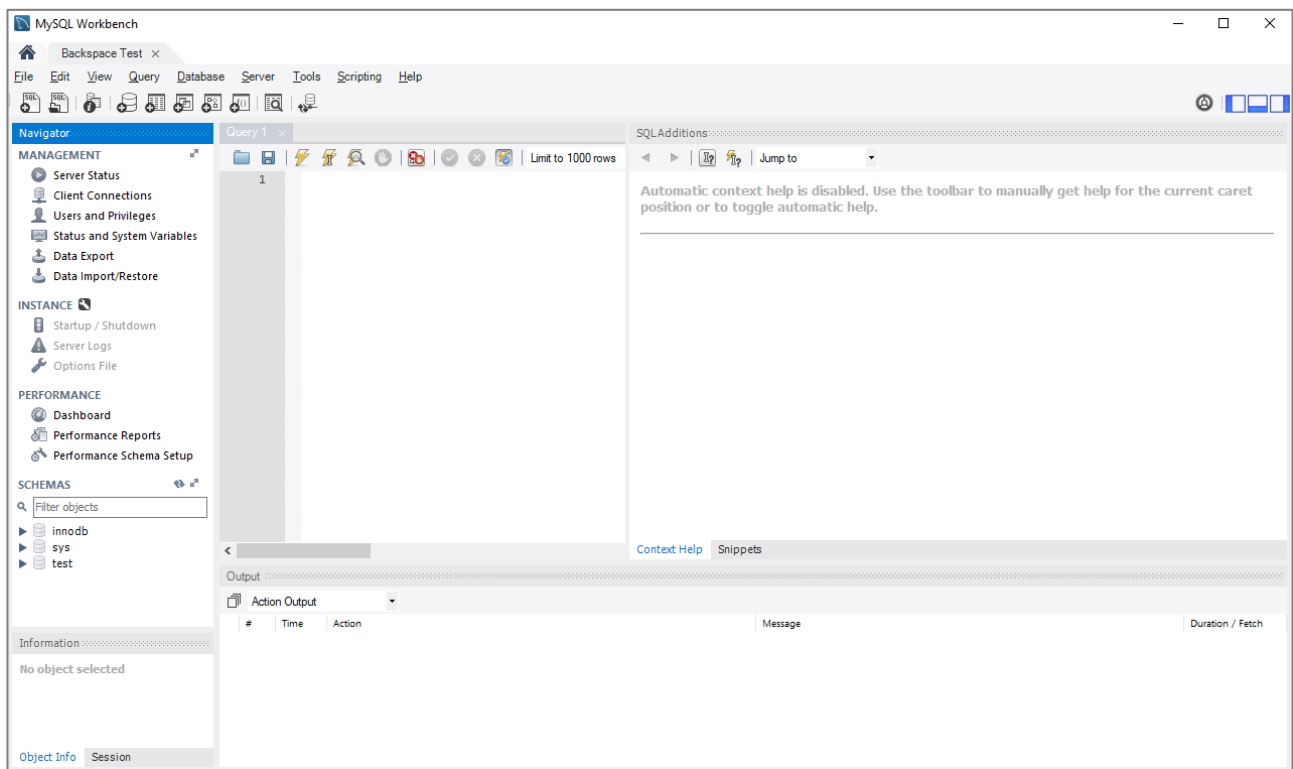 MySQL Workbench
Backspace Test
File Edit View Query Database Server Tools Scripting Help
Navigator
MANAGEMENT
Server Status
Client Connections
Users and Privileges
Status and System Variables
Data Export
Data Import/Restore
INSTANCE
Startup / Shutdown
Server Logs
Options File
PERFORMANCE
Dashboard
Performance Reports
Performance Schema Setup
SCHEMAS
Filter objects
innodb
sys
test
Information
No object selected
Object Info Session
Query 1
Limit to 1000 rows
1
SQLAdditions
Jump to
Automatic context help is disabled. Use the toolbar to manually get help for the current caret
position or to toggle automatic help.
Context Help Snippets
Output
Action Output
# Time Action Message Duration / Fetch